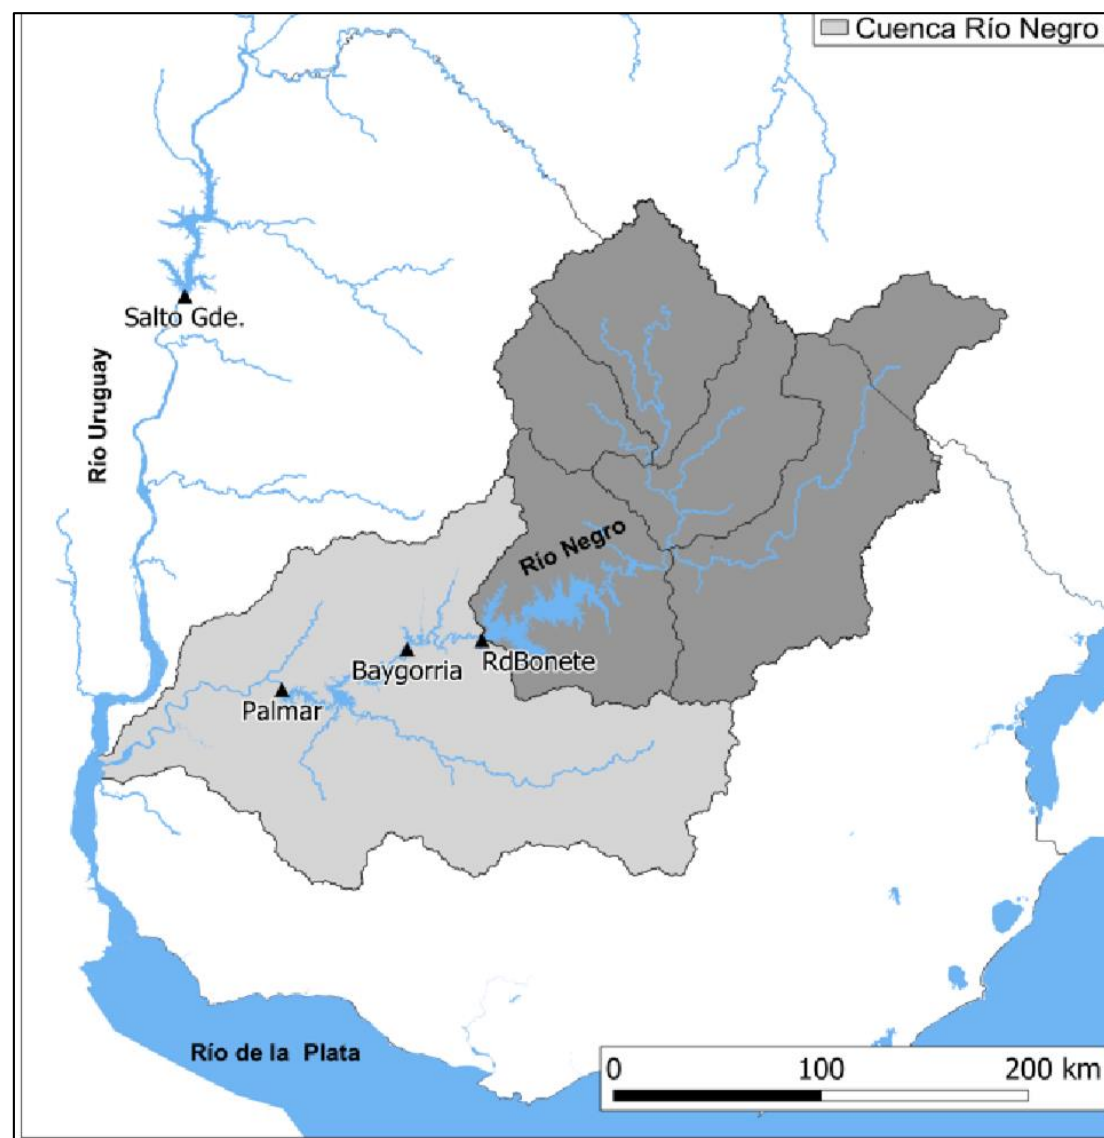 Cuenca Río Negro
Salto Gde.
Río Uruguay
Río Negro
RdBonete
Baygorria
Palmar
Río de la Plata
0 100 200 km